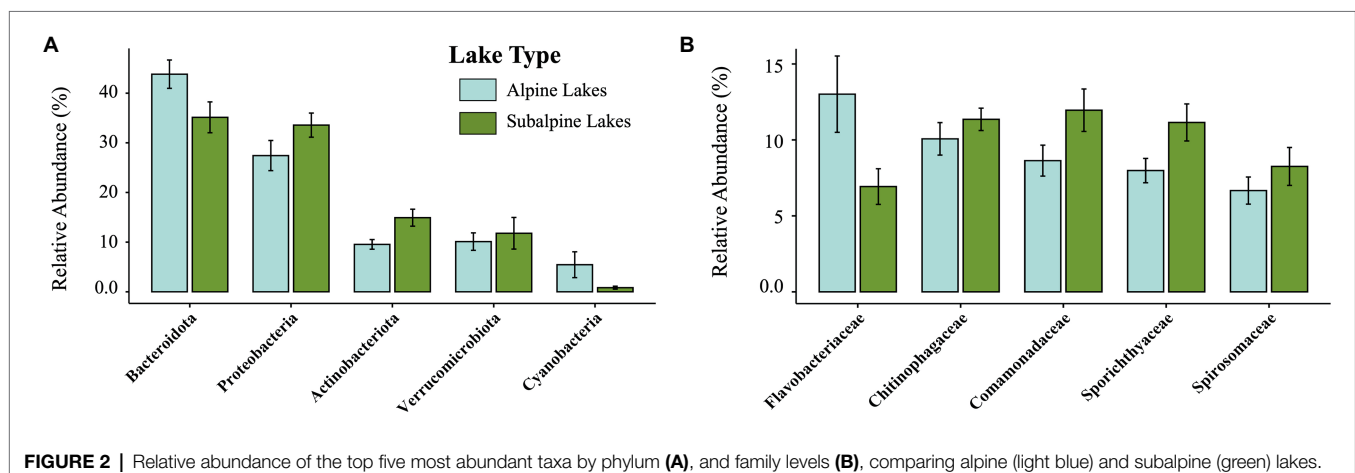 A
Lake Type
Alpine Lakes
Subalpine Lakes
Relative Abundance (%)
40
30
20
10
0.0
Bacteroidota
Proteobacteria
Actinobacteriota
Verrucomicrobiota
Cyanobacteria
B
Relative Abundance (%)
15
10
5
0.0
Flavobacteriaceae
Chitinophagaceae
Comamonadaceae
Sporichthyaceae
Spirosomaceae
FIGURE 2 | Relative abundance of the top five most abundant taxa by phylum (A), and family levels (B), comparing alpine (light blue) and subalpine (green) lakes.